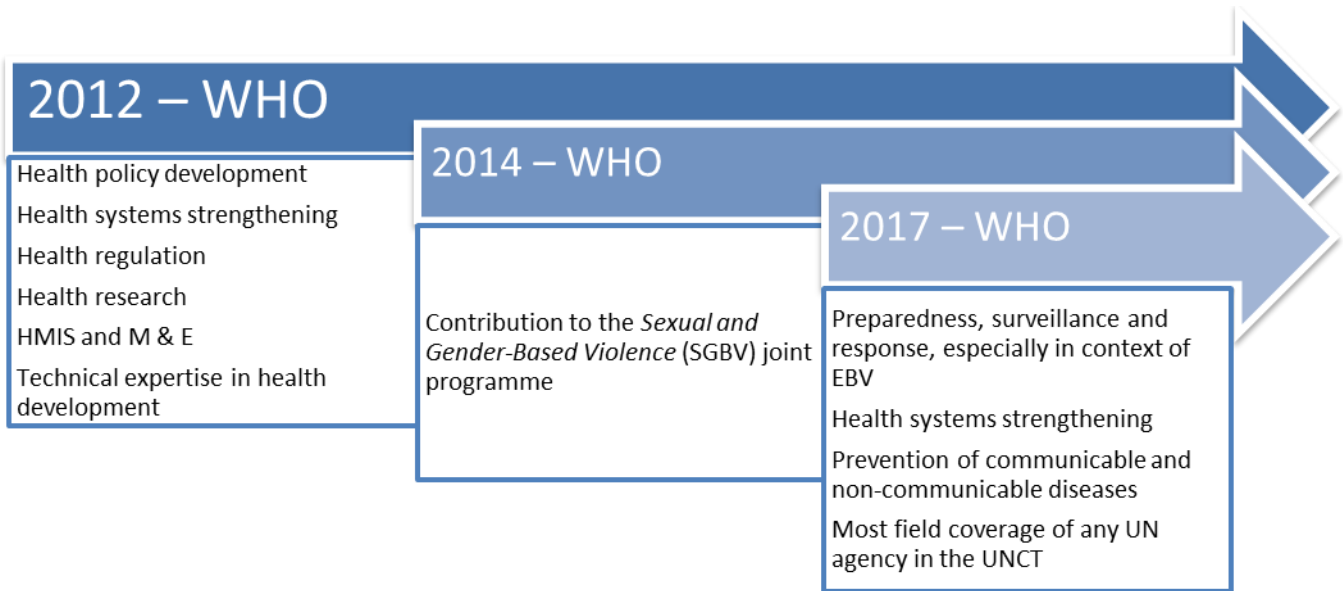 2012 – WHO
Health policy development
Health systems strengthening
Health regulation
Health research
HMIS and M & E
Technical expertise in health
development
2014 – WHO
Contribution to the Sexual and
Gender-Based Violence (SGBV) joint
programme
2017 – WHO
Preparedness, surveillance and
response, especially in context of
EBV
Health systems strengthening
Prevention of communicable and
non-communicable diseases
Most field coverage of any UN
agency in the UNCT